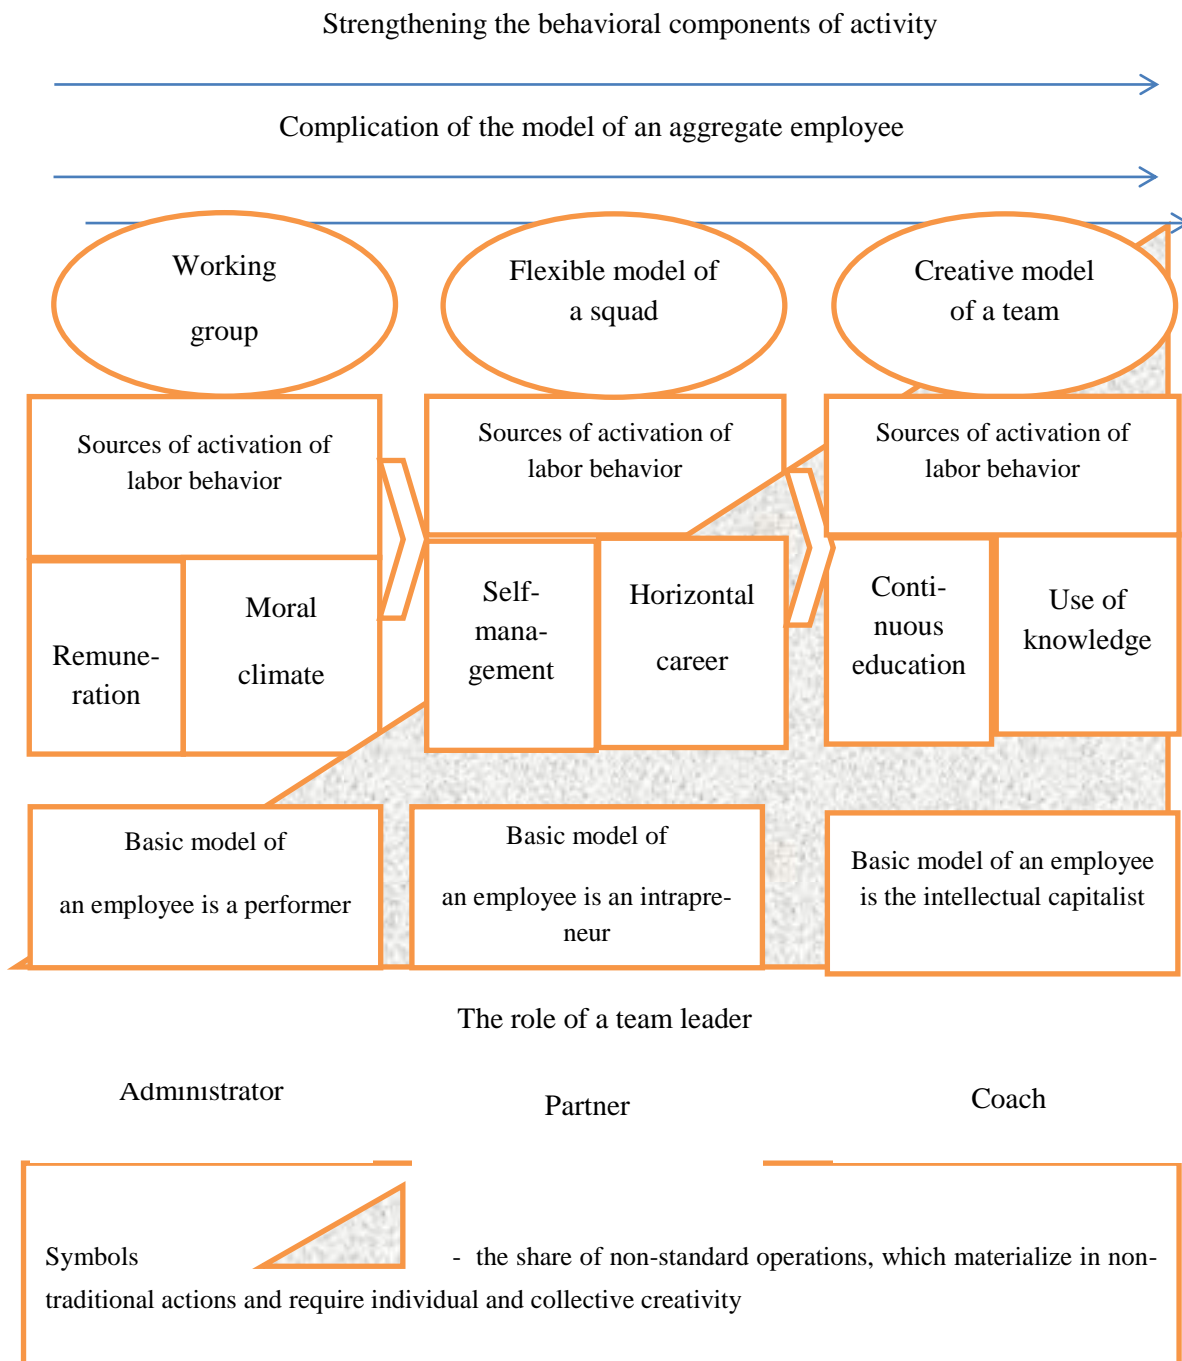 Strengthening the behavioral components of activity
Complication of the model of an aggregate employee
Working
group
Flexible model of
a squad
Creative model
of a team
Sources of activation of
labor behavior
Sources of activation of
labor behavior
Sources of activation of
labor behavior
Remune-
ration
Moral
climate
Self-
mana-
gement
Horizontal
career
Conti-
nuous
education
Use of
knowledge
Basic model of
an employee is a performer
Basic model of
an employee is an intrapre-
neur
Basic model of an employee
is the intellectual capitalist
The role of a team leader
Administrator
Partner
Coach
Symbols - the share of non-standard operations, which materialize in non-
traditional actions and require individual and collective creativity